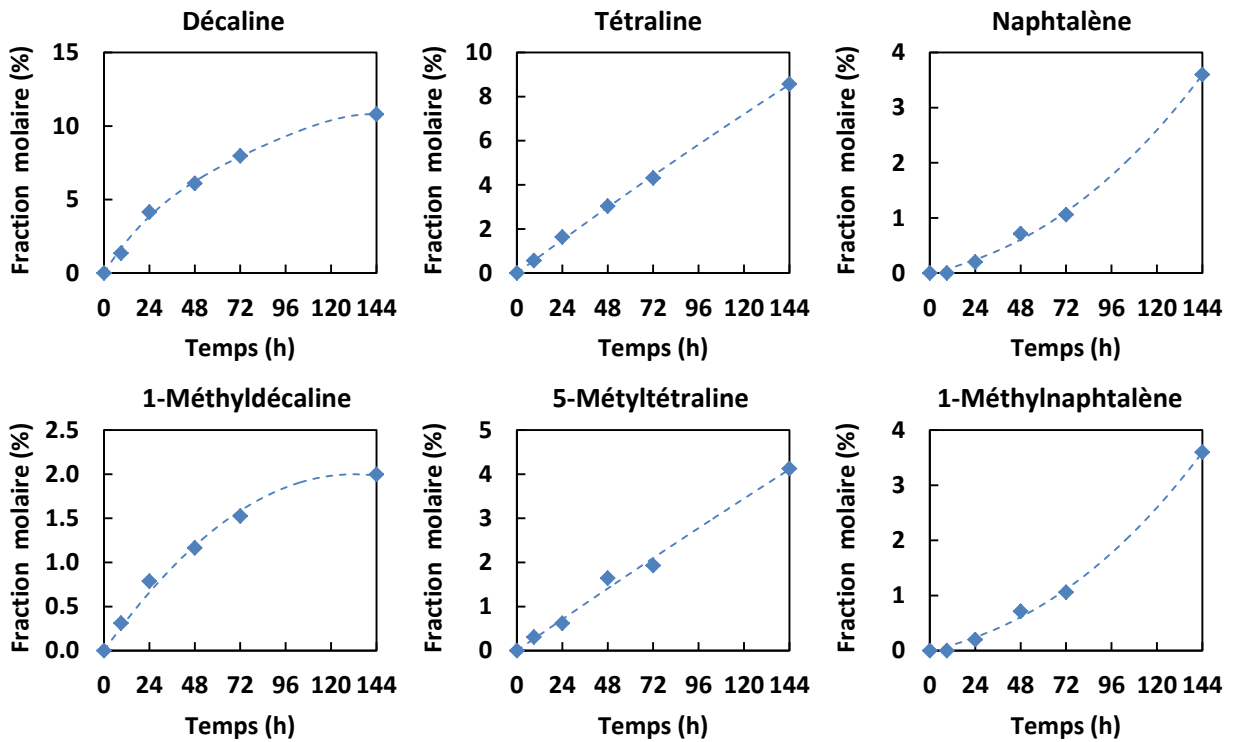 Décaline
15
10
5
0
Fraction molaire (%)
0 24 48 72 96 120 144
Temps (h)
Tétraline
10
8
6
4
2
0
Fraction molaire (%)
0 24 48 72 96 120 144
Temps (h)
Naphtalène
4
3
2
1
0
Fraction molaire (%)
0 24 48 72 96 120 144
Temps (h)
1-Méthyldécaline
2.5
2.0
1.5
1.0
0.5
0.0
Fraction molaire (%)
0 24 48 72 96 120 144
Temps (h)
5-Métyltétraline
5
4
3
2
1
0
Fraction molaire (%)
0 24 48 72 96 120 144
Temps (h)
1-Méthylnaphtalène
4
3
2
1
0
Fraction molaire (%)
0 24 48 72 96 120 144
Temps (h)